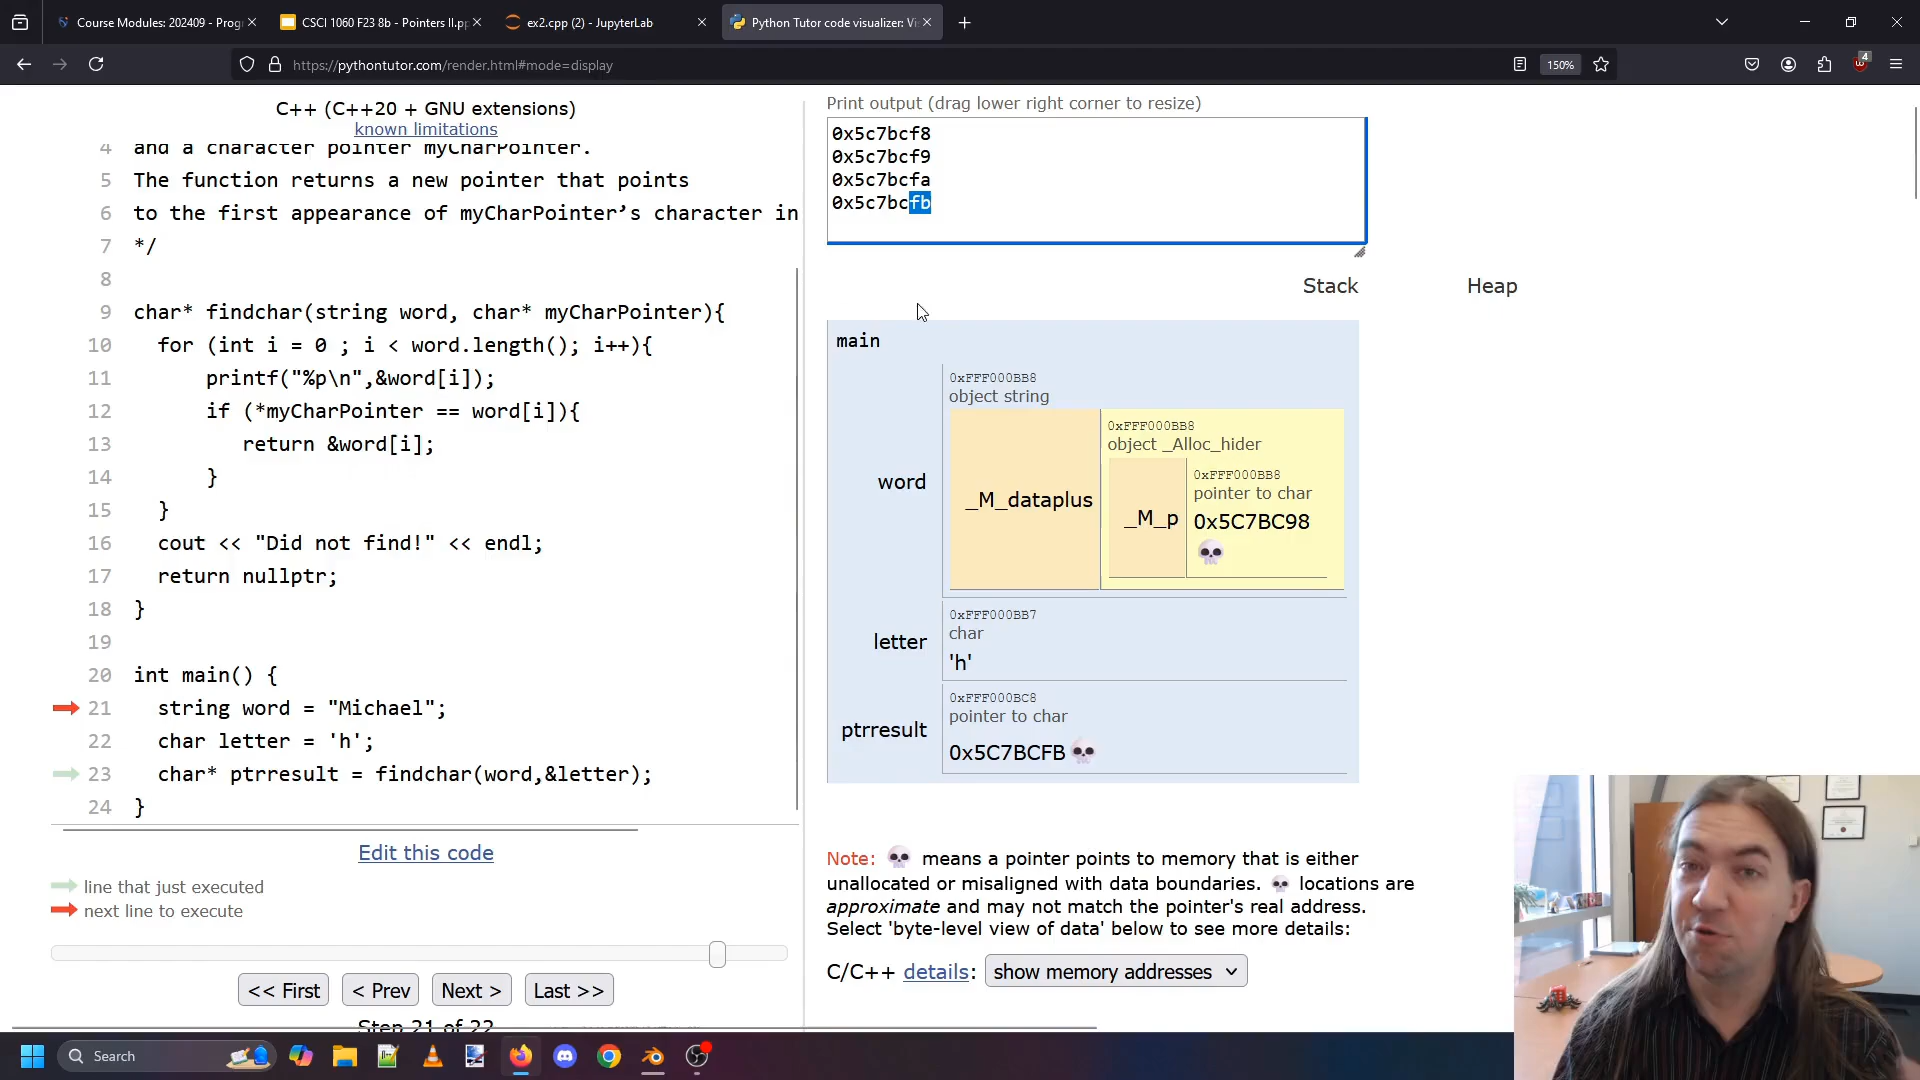 Course Modules: 202409 - Prog
CSCI 1060 F23 8b - Pointers II.pp
ex2.cpp (2) - JupyterLab
Python Tutor code visualizer: Vi
https://pythontutor.com/render.html#mode=display
150%
4
C++ (C++20 + GNU extensions)
known limitations
4 and a character pointer myCharPointer.
5 The function returns a new pointer that points
6 to the first appearance of myCharPointer’s character in
7 */
8
9 char* findchar(string word, char* myCharPointer){
10 for (int i = 0 ; i < word.length(); i++){
11 printf("%p\n",&word[i]);
12 if (*myCharPointer == word[i]){
13 return &word[i];
14 }
15 }
16 cout << "Did not find!" << endl;
17 return nullptr;
18 }
19
20 int main() {
21 string word = "Michael";
22 char letter = 'h';
23 char* ptrresult = findchar(word,&letter);
24 }
Edit this code
line that just executed
next line to execute
<< First
< Prev
Next >
Last >>
Step 21 of 22
Print output (drag lower right corner to resize)
0x5c7bcf8
0x5c7bcf9
0x5c7bcfa
0x5c7bcfb
Stack
Heap
main
word
0xFFF000BB8
object string
_M_dataplus
0xFFF000BB8
object _Alloc_hider
_M_p
0xFFF000BB8
pointer to char
0x5C7BC98
letter
0xFFF000BB7
char
'h'
ptrresult
0xFFF000BC8
pointer to char
0x5C7BCFB
Note: means a pointer points to memory that is either
unallocated or misaligned with data boundaries. locations are
approximate and may not match the pointer's real address.
Select 'byte-level view of data' below to see more details:
C/C++ details: show memory addresses
Search